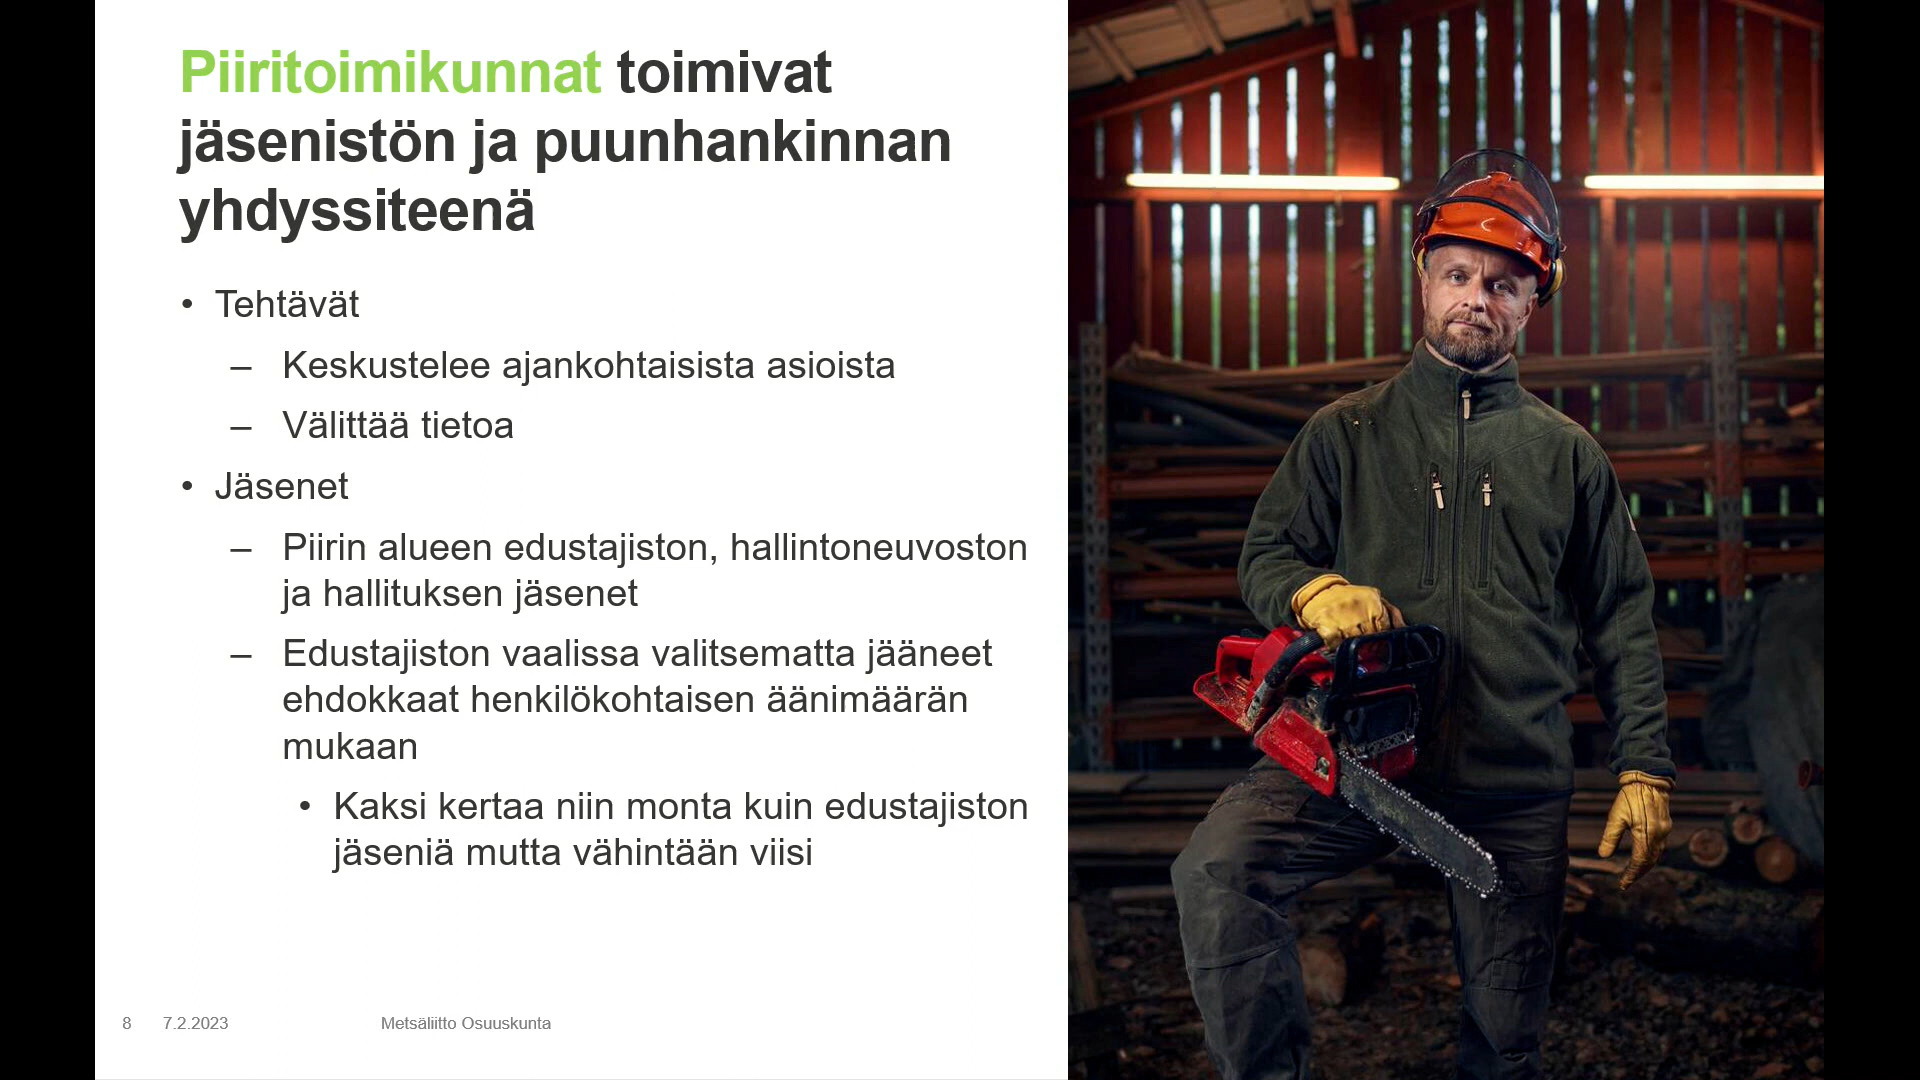 Piiritoimikunnat toimivat
jäsenistön ja puunhankinnan
yhdyssiteenä
• Tehtävät
– Keskustelee ajankohtaisista asioista
– Välittää tietoa
• Jäsenet
– Piirin alueen edustajiston, hallintoneuvoston
ja hallituksen jäsenet
– Edustajiston vaalissa valitsematta jääneet
ehdokkaat henkilökohtaisen äänimäärän
mukaan
• Kaksi kertaa niin monta kuin edustajiston
jäseniä mutta vähintään viisi
8 7.2.2023 Metsäliitto Osuuskunta